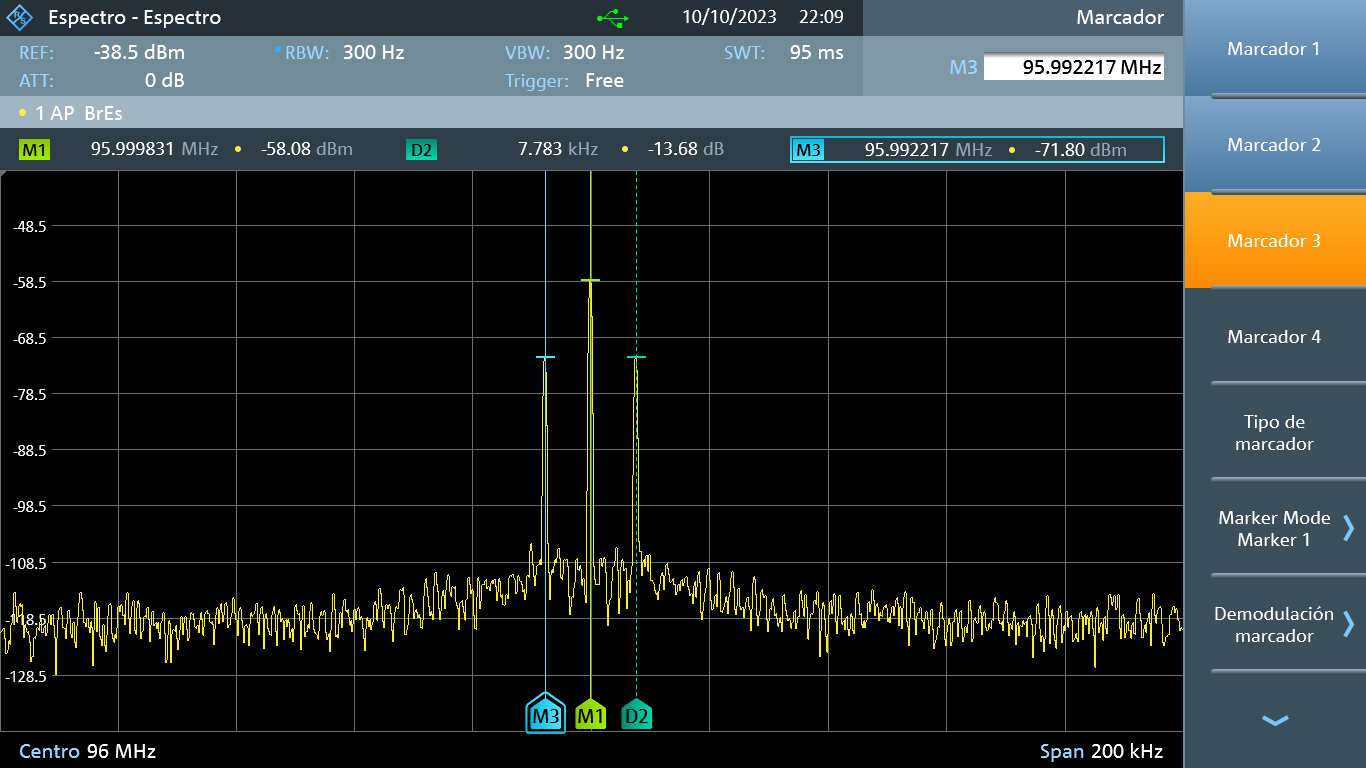 Espectro - Espectro 10/10/2023 22:09 Marcador
REF: -38.5 dBm RBW: 300 Hz VBW: 300 Hz SWT: 95 ms
ATT: 0 dB Trigger: Free
M3 95.992217 MHz
1 AP BrEs
M1 95.999831 MHz • -58.08 dBm D2 7.783 kHz • -13.68 dB M3 95.992217 MHz • -71.80 dBm
-48.5
-58.5
-68.5
-78.5
-88.5
-98.5
-108.5
-118.5
-128.5
M3 M1 D2
Centro 96 MHz Span 200 kHz
Marcador 1
Marcador 2
Marcador 3
Marcador 4
Tipo de
marcador
Marker Mode
Marker 1
Demodulación
marcador